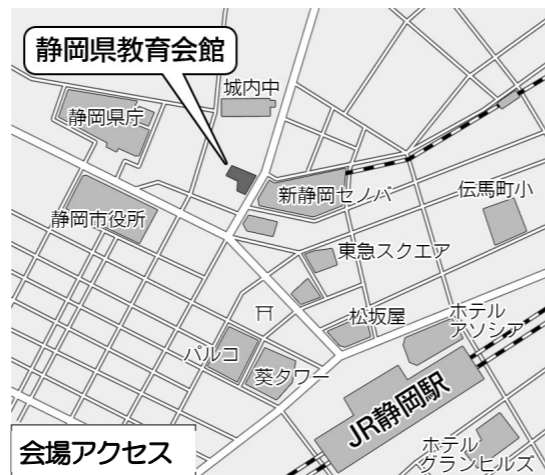 静岡県教育会館
城内中
静岡県庁
新静岡セノバ
伝馬町小
静岡市役所
東急スクエア
松坂屋
ホテル
アソシア
パルコ
葵タワー
JR静岡駅
会場アクセス
ホテル
グランヒルズ